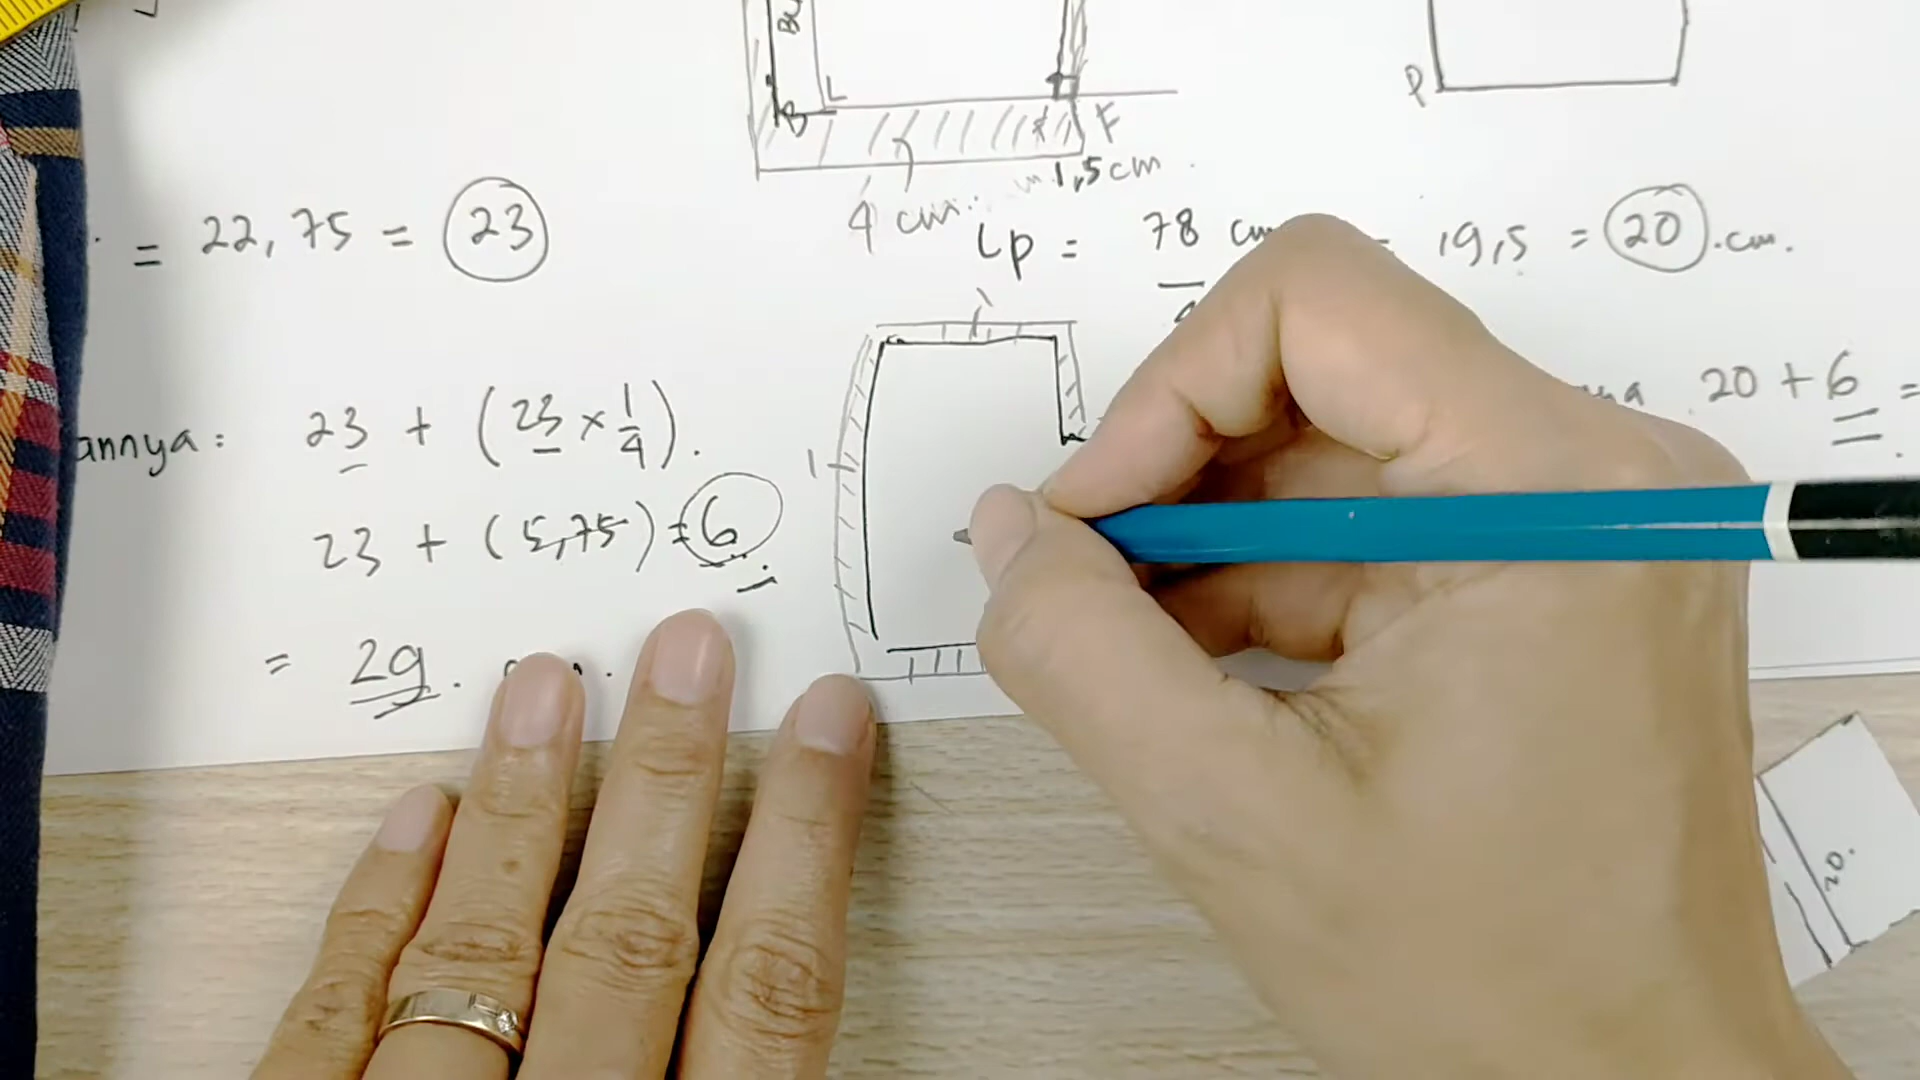 L
B
F
P
1,5 cm
4 cm
= 22,75 = 23
Lp = 78 cm = 19,5 = 20 .cm.
annya: 23 + (23 x 1/4).
20 + 6 =
1
23 + (5,75) = 6
= 29.
20.